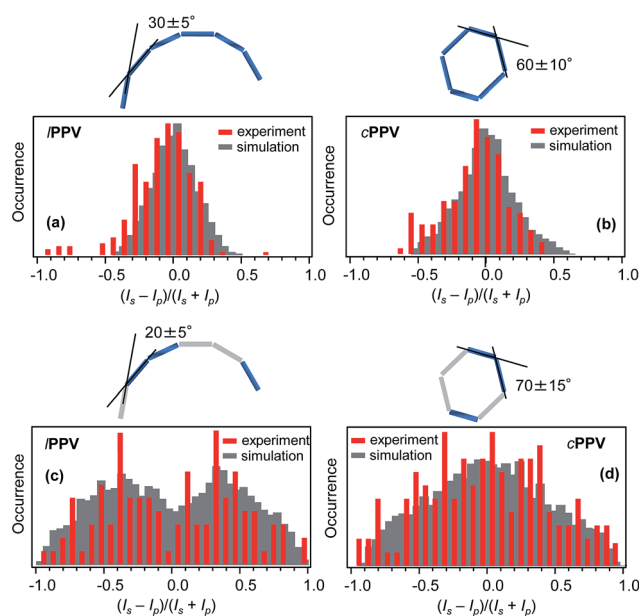 30±5°
60±10°
lPPV
experiment
simulation
(a)
Occurrence
-1.0 -0.5 0.0 0.5 1.0
(Is – Ip)/(Is + Ip)
cPPV
experiment
simulation
(b)
Occurrence
-1.0 -0.5 0.0 0.5 1.0
(Is – Ip)/(Is + Ip)
20±5°
70±15°
lPPV
experiment
simulation
(c)
Occurrence
-1.0 -0.5 0.0 0.5 1.0
(Is – Ip)/(Is + Ip)
experiment
simulation
cPPV
(d)
Occurrence
-1.0 -0.5 0.0 0.5 1.0
(Is – Ip)/(Is + Ip)